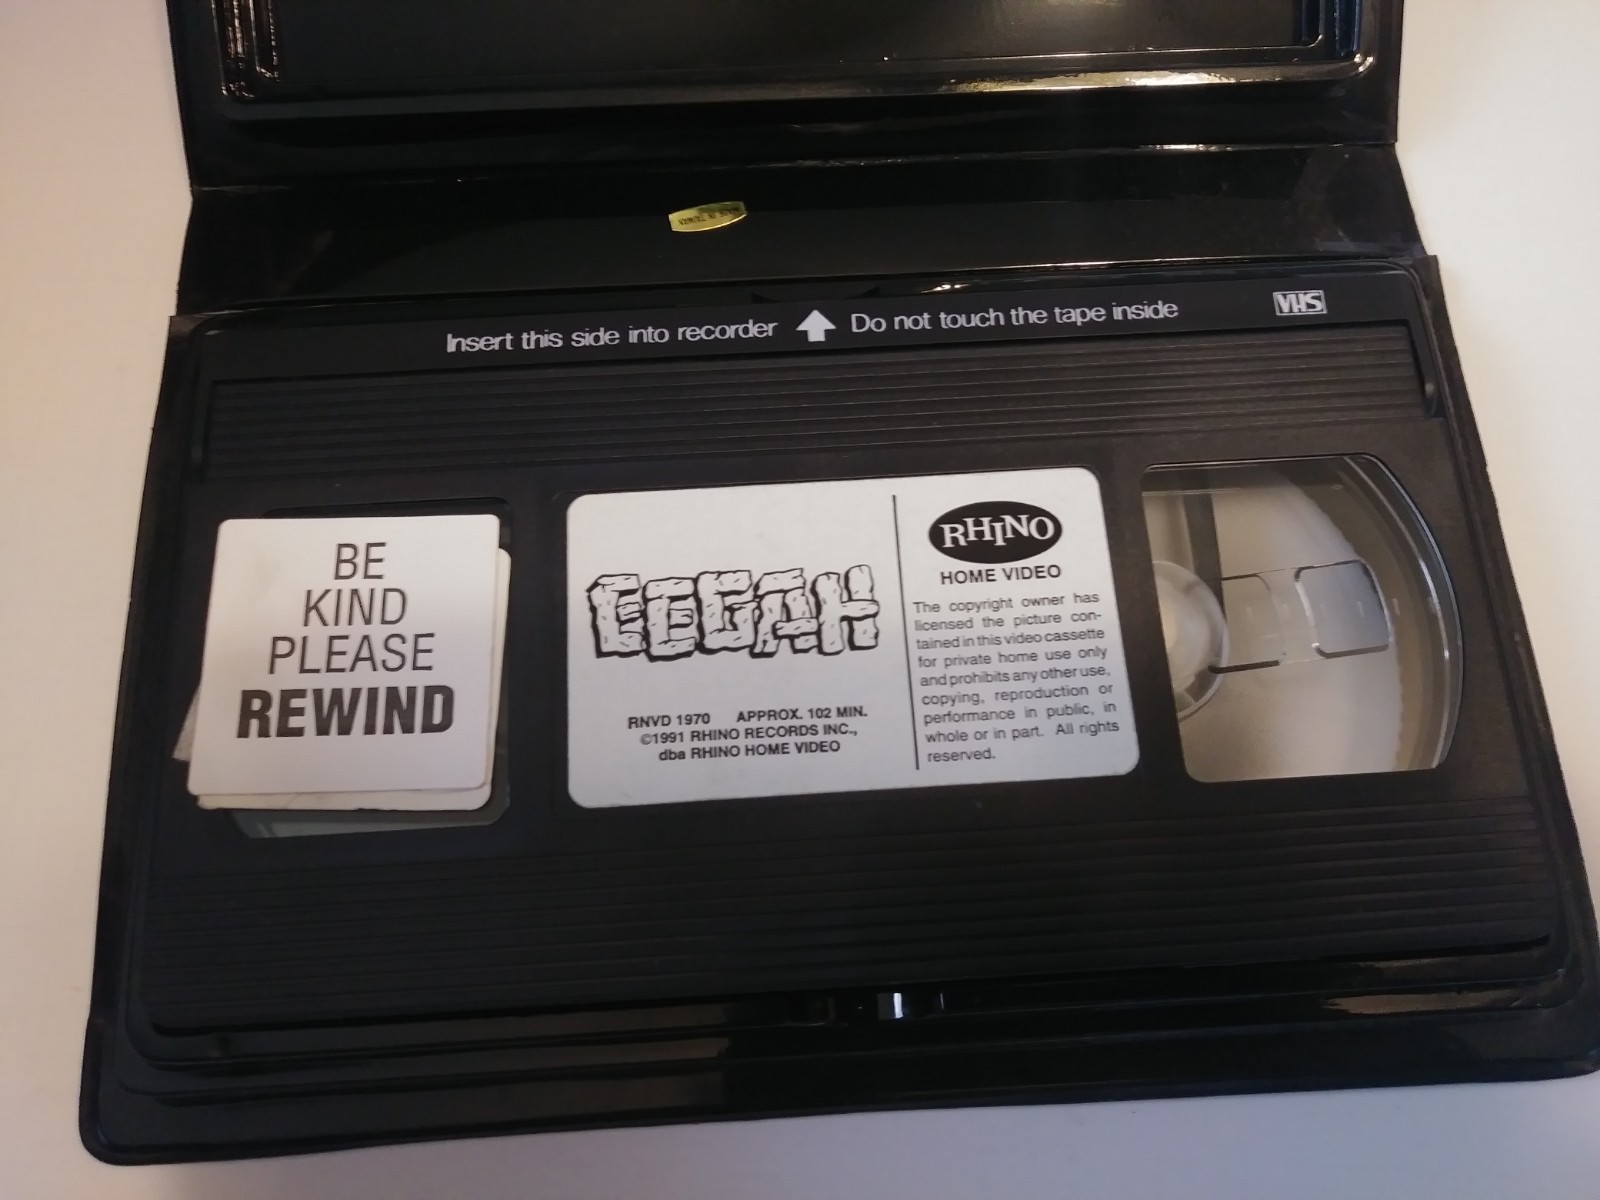 MADE IN TAIWAN
Insert this side into recorder
Do not touch the tape inside
VHS
BE
KIND
PLEASE
REWIND
EEGAH
RNVD 1970 APPROX. 102 MIN.
©1991 RHINO RECORDS INC.,
dba RHINO HOME VIDEO
RHINO
HOME VIDEO
The copyright owner has
licensed the picture con-
tained in this video cassette
for private home use only
and prohibits any other use,
copying, reproduction or
performance in public, in
whole or in part. All rights
reserved.